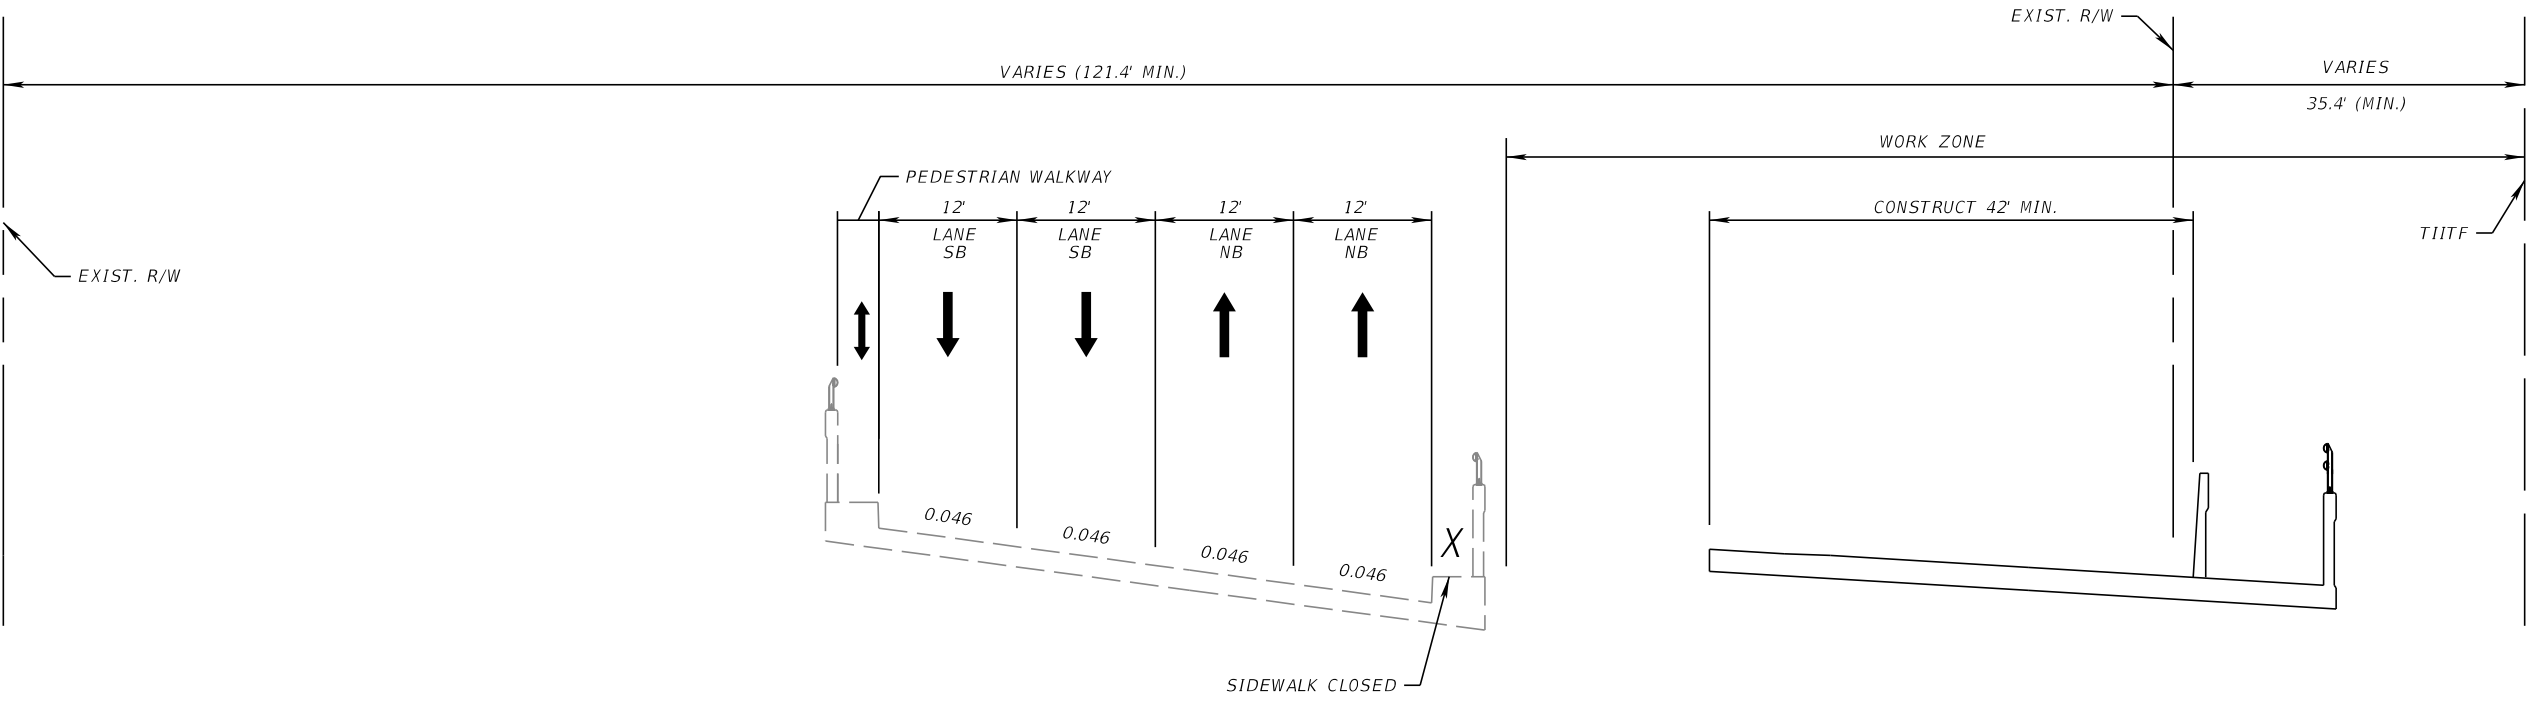 EXIST. R/W
VARIES (121.4' MIN.)
VARIES
35.4' (MIN.)
WORK ZONE
PEDESTRIAN WALKWAY
12' 12' 12' 12'
CONSTRUCT 42' MIN.
LANE LANE LANE LANE
SB SB NB NB
TIITF
EXIST. R/W
0.046
0.046
0.046
0.046
X
SIDEWALK CLOSED